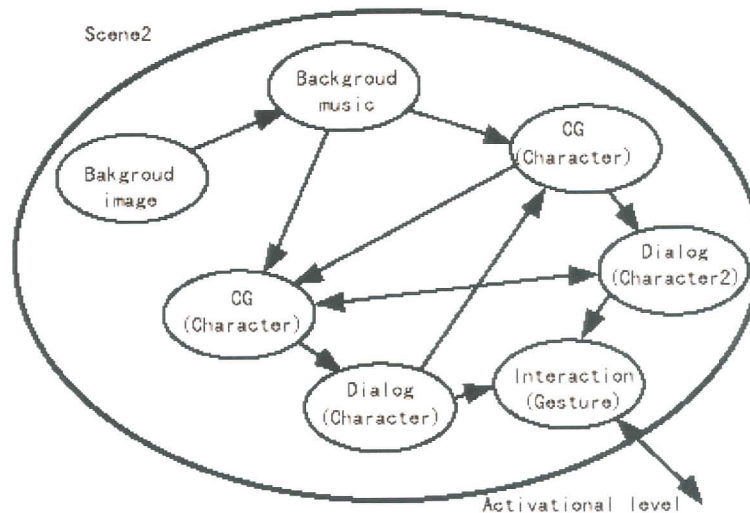 Scene2
Backgroud
music
CG
(Character)
Bakgroud
image
Dialog
(Character2)
CG
(Character)
Interaction
(Gesture)
Dialog
(Character)
Activational level